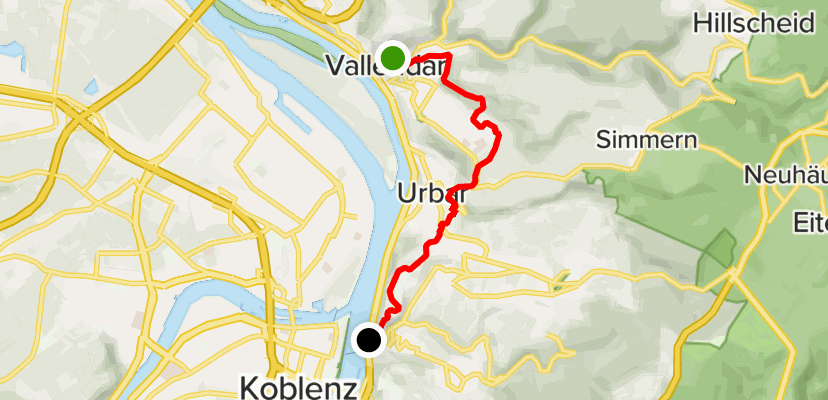 Hillscheid
Vallendar
Simmern
Neuhäu
Urbar
Eite
Koblenz